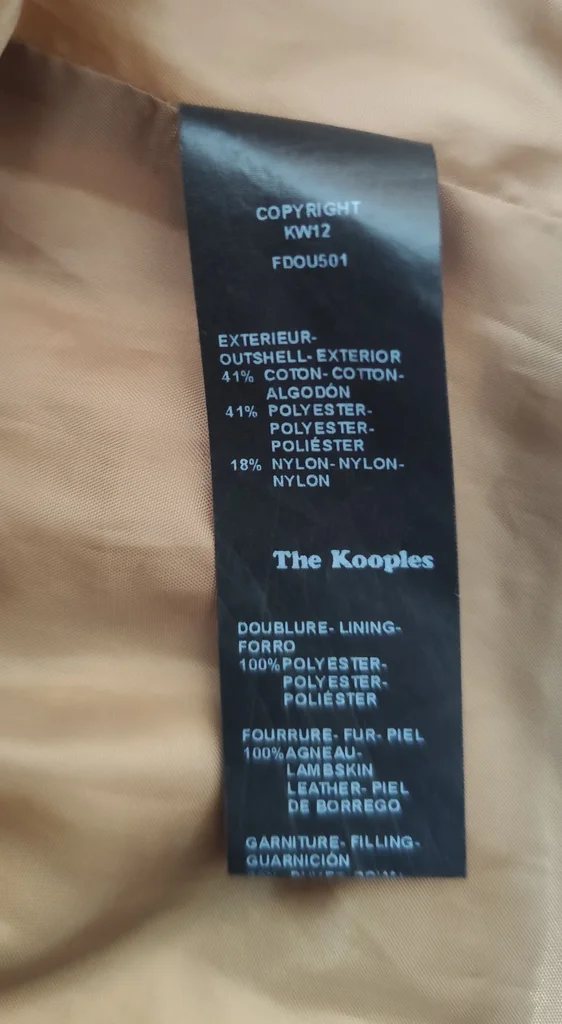 COPYRIGHT
KW12
FDOU501
EXTERIEUR-
OUTSHELL- EXTERIOR
41% COTON- COTTON-
ALGODÓN
41% POLYESTER-
POLYESTER-
POLIÉSTER
18% NYLON- NYLON-
NYLON
The Kooples
DOUBLURE- LINING-
FORRO
100% POLYESTER-
POLYESTER-
POLIÉSTER
FOURRURE- FUR- PIEL
100% AGNEAU-
LAMBSKIN
LEATHER- PIEL
DE BORREGO
GARNITURE- FILLING-
GUARNICIÓN